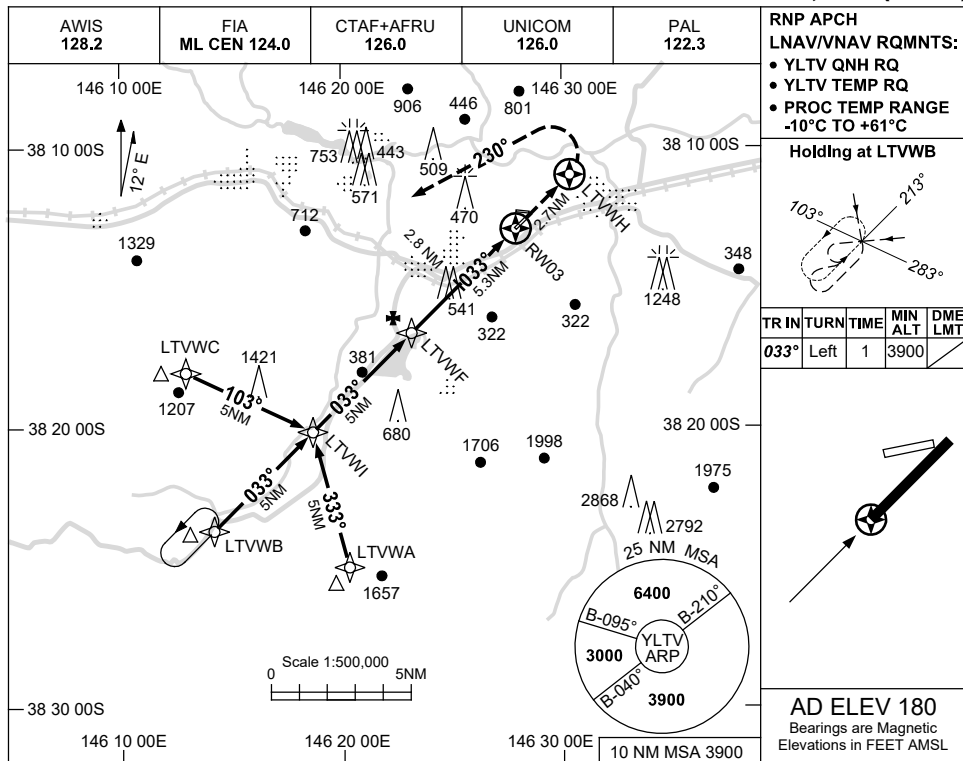 AWIS
128.2
FIA
ML CEN 124.0
CTAF+AFRU
126.0
UNICOM
126.0
PAL
122.3
RNP APCH
LNAV/VNAV RQMNTS:
• YLTV QNH RQ
• YLTV TEMP RQ
• PROC TEMP RANGE
-10°C TO +61°C
146 10 00E
146 20 00E
146 30 00E
906
446
801
38 10 00S
38 10 00S
12° E
753
443
571
509
470
230°
LTVWH
2.7NM
RW03
712
1329
2.8 NM
033°
5.3NM
541
322
322
1248
348
LTVWF
LTVWC
1421
381
1207
103°
5NM
033°
5NM
680
38 20 00S
38 20 00S
LTVWI
1706
1998
1975
033°
5NM
333°
5NM
2868
2792
LTVWB
LTVWA
1657
25 NM MSA
6400
B-095°
B-210°
3000
YLTV
ARP
B-040°
3900
Scale 1:500,000
0
5NM
38 30 00S
146 10 00E
146 20 00E
146 30 00E
10 NM MSA 3900
Holding at LTVWB
213°
103°
283°
TR IN
TURN
TIME
MIN ALT
DME LMT
033°
Left
1
3900
AD ELEV 180
Bearings are Magnetic
Elevations in FEET AMSL